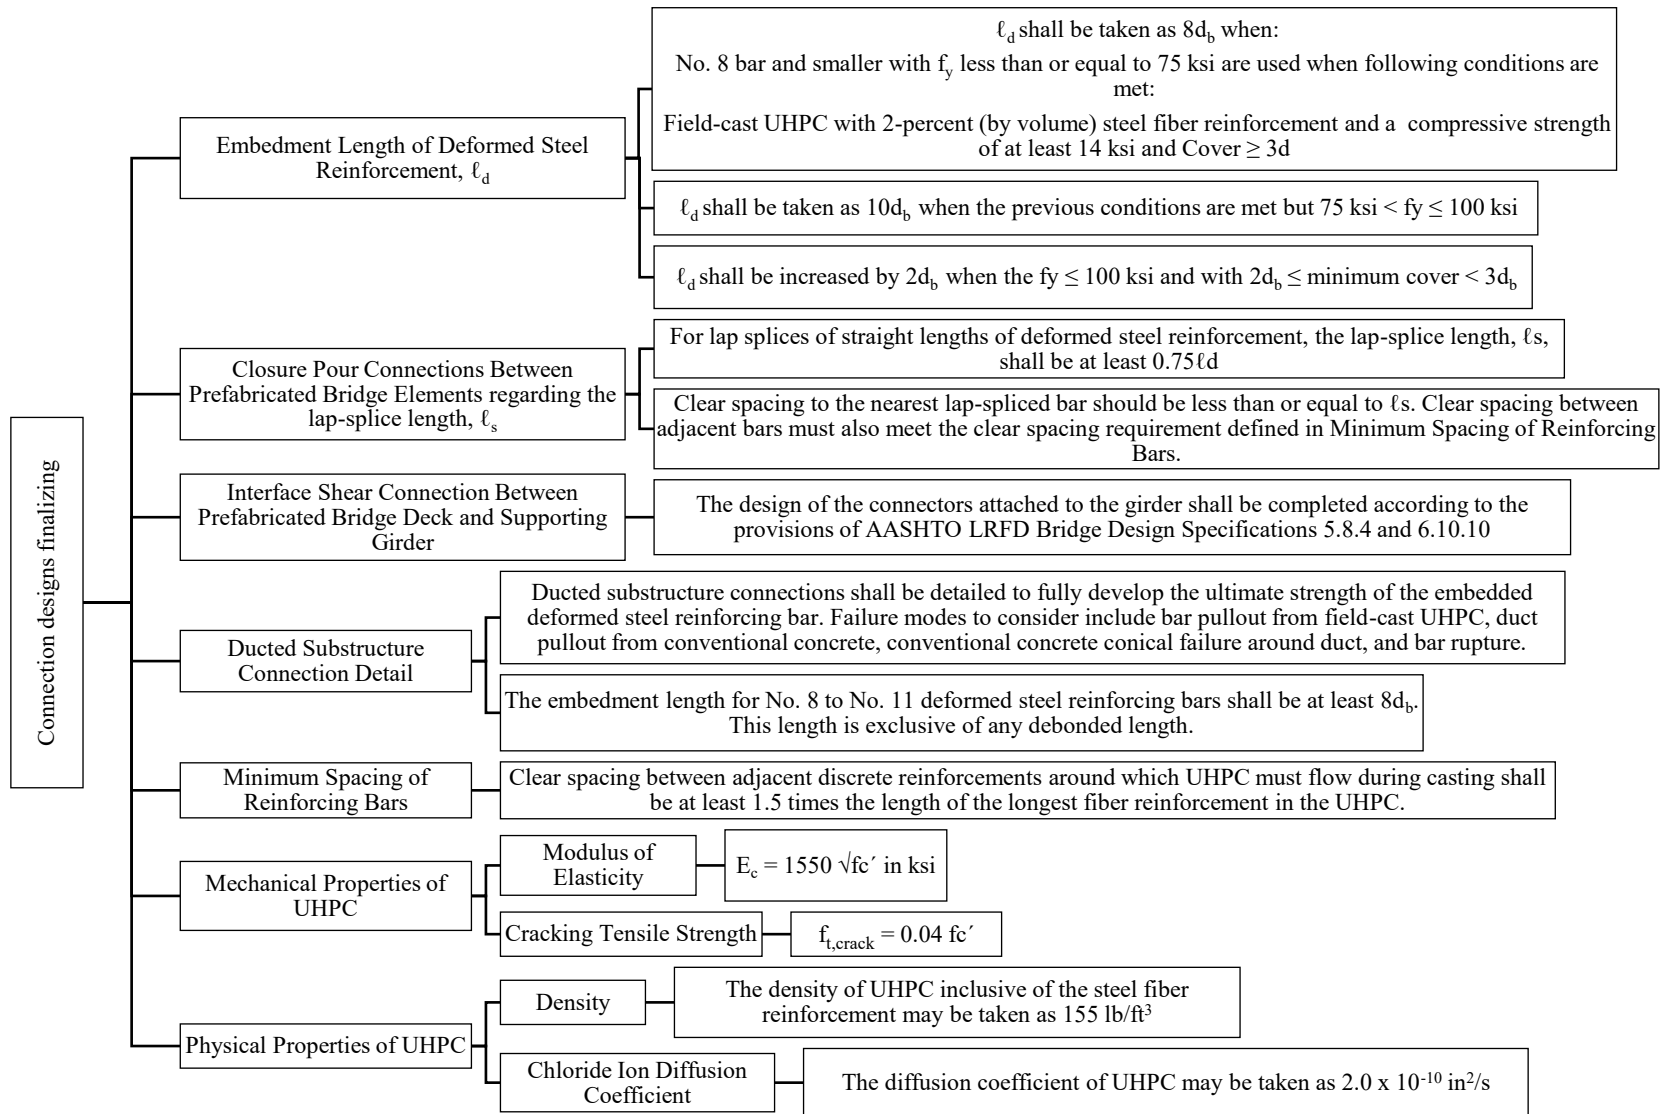 Connection designs finalizing
Embedment Length of Deformed Steel
Reinforcement, ℓd
ℓd shall be taken as 8db when:
No. 8 bar and smaller with fy less than or equal to 75 ksi are used when following conditions are
met:
Field-cast UHPC with 2-percent (by volume) steel fiber reinforcement and a compressive strength
of at least 14 ksi and Cover ≥ 3d
ℓd shall be taken as 10db when the previous conditions are met but 75 ksi < fy ≤ 100 ksi
ℓd shall be increased by 2db when the fy ≤ 100 ksi and with 2db ≤ minimum cover < 3db
Closure Pour Connections Between
Prefabricated Bridge Elements regarding the
lap-splice length, ℓs
For lap splices of straight lengths of deformed steel reinforcement, the lap-splice length, ℓs,
shall be at least 0.75ℓd
Clear spacing to the nearest lap-spliced bar should be less than or equal to ℓs. Clear spacing between
adjacent bars must also meet the clear spacing requirement defined in Minimum Spacing of Reinforcing
Bars.
Interface Shear Connection Between
Prefabricated Bridge Deck and Supporting
Girder
The design of the connectors attached to the girder shall be completed according to the
provisions of AASHTO LRFD Bridge Design Specifications 5.8.4 and 6.10.10
Ducted Substructure
Connection Detail
Ducted substructure connections shall be detailed to fully develop the ultimate strength of the embedded
deformed steel reinforcing bar. Failure modes to consider include bar pullout from field-cast UHPC, duct
pullout from conventional concrete, conventional concrete conical failure around duct, and bar rupture.
The embedment length for No. 8 to No. 11 deformed steel reinforcing bars shall be at least 8db.
This length is exclusive of any debonded length.
Minimum Spacing of
Reinforcing Bars
Clear spacing between adjacent discrete reinforcements around which UHPC must flow during casting shall
be at least 1.5 times the length of the longest fiber reinforcement in the UHPC.
Mechanical Properties of
UHPC
Modulus of
Elasticity
Ec = 1550 √fc´ in ksi
Cracking Tensile Strength
ft,crack = 0.04 fc´
Physical Properties of UHPC
Density
The density of UHPC inclusive of the steel fiber
reinforcement may be taken as 155 lb/ft³
Chloride Ion Diffusion
Coefficient
The diffusion coefficient of UHPC may be taken as 2.0 x 10⁻¹⁰ in²/s